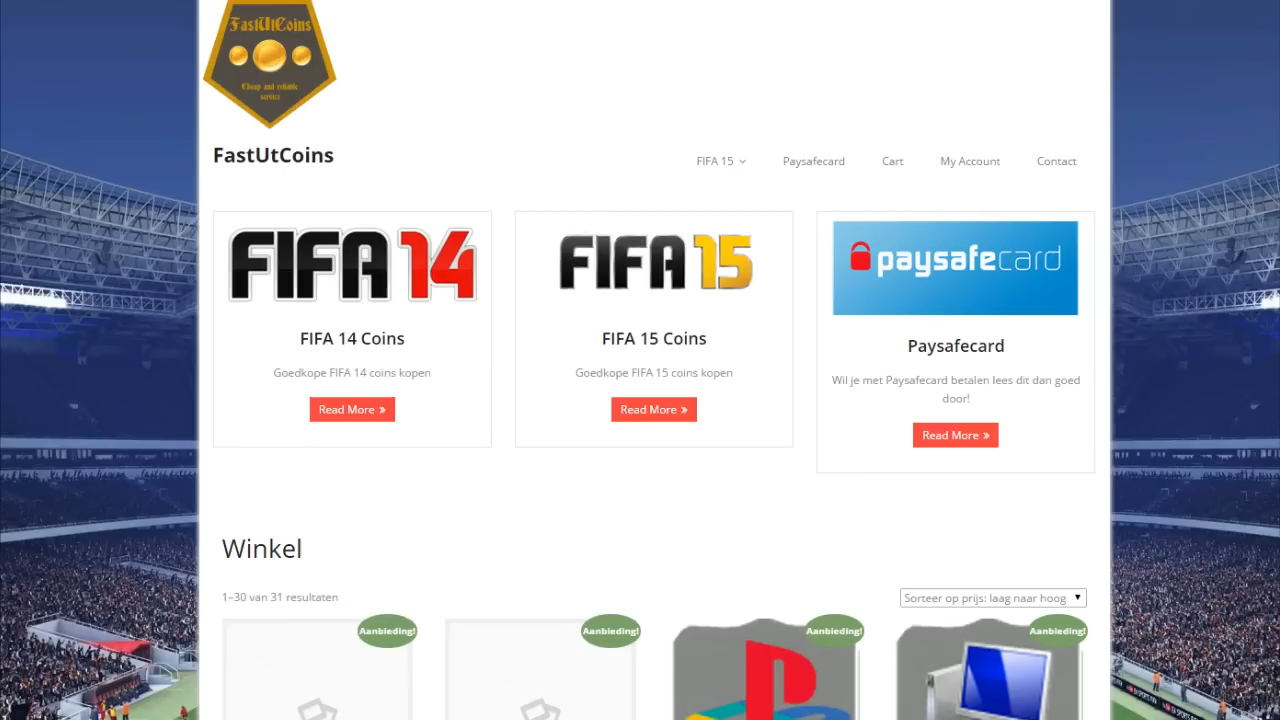 FastUtCoins
Cheap and reliable
service
FastUtCoins
FIFA 15
Paysafecard
Cart
My Account
Contact
FIFA 14
FIFA 15
paysafecard
FIFA 14 Coins
FIFA 15 Coins
Paysafecard
Goedkope FIFA 14 coins kopen
Goedkope FIFA 15 coins kopen
Wil je met Paysafecard betalen lees dit dan goed
door!
Read More »
Read More »
Read More »
Winkel
1–30 van 31 resultaten
Sorteer op prijs: laag naar hoog
Aanbieding!
Aanbieding!
Aanbieding!
Aanbieding!